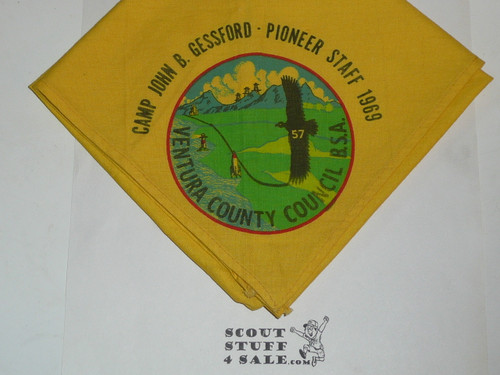 CAMP JOHN B. GESSFORD · PIONEER STAFF 1969
57
VENTURA COUNTY COUNCIL B.S.A.
SCOUT
STUFF
4 SALE.com